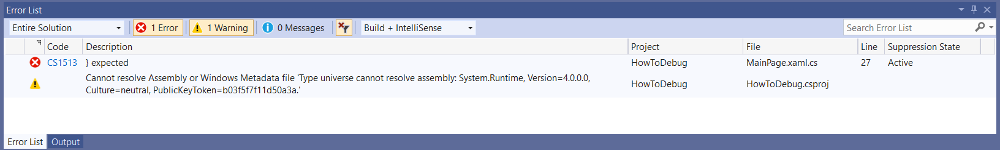 Error List
Entire Solution 1 Error 1 Warning 0 Messages Build + IntelliSense Search Error List
Code Description Project File Line Suppression State
CS1513 } expected HowToDebug MainPage.xaml.cs 27 Active
Cannot resolve Assembly or Windows Metadata file 'Type universe cannot resolve assembly: System.Runtime, Version=4.0.0.0,
Culture=neutral, PublicKeyToken=b03f5f7f11d50a3a.' HowToDebug HowToDebug.csproj
Error List Output